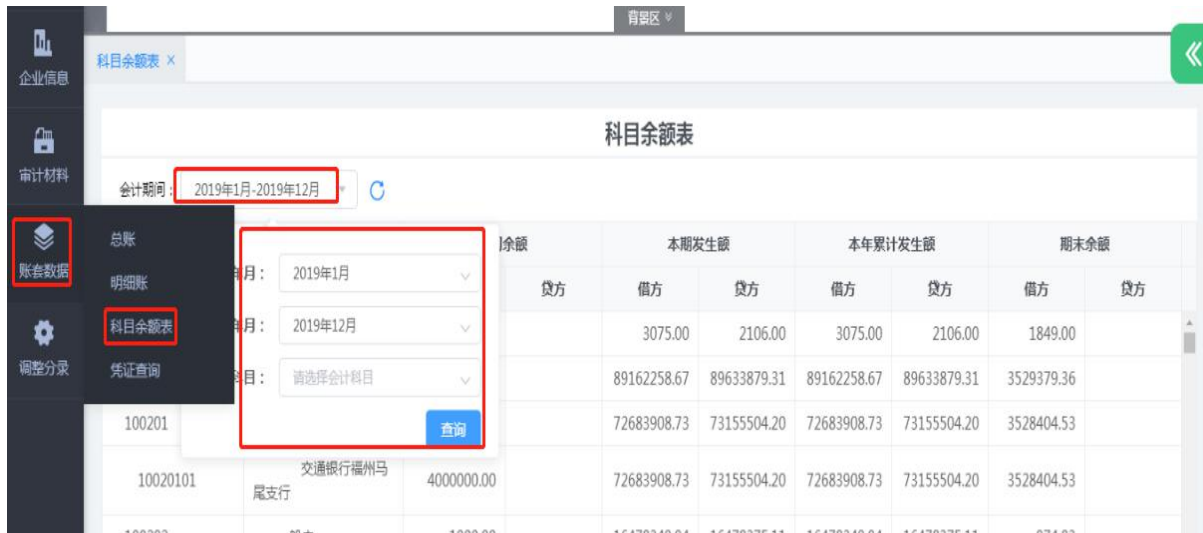 背景区
企业信息
科目余额表 ×
科目余额表
审计材料
会计期间： 2019年1月-2019年12月
账套数据
总账
明细账
科目余额表
凭证查询
调整分录
月： 2019年1月
月： 2019年12月
目： 请选择会计科目
查询
余额 本期发生额 本年累计发生额 期末余额
贷方 借方 贷方 借方 贷方 借方 贷方
3075.00 2106.00 3075.00 2106.00 1849.00
89162258.67 89633879.31 89162258.67 89633879.31 3529379.36
100201 72683908.73 73155504.20 72683908.73 73155504.20 3528404.53
10020101 交通银行福州马
尾支行 4000000.00 72683908.73 73155504.20 72683908.73 73155504.20 3528404.53